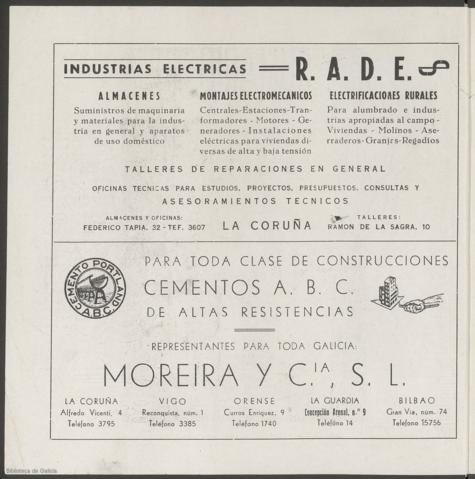 INDUSTRIAS ELECTRICAS R. A. D. E.
ALMACENES
Suministros de maquinaria
y materiales para la indus-
tria en general y aparatos
de uso doméstico
MONTAJES ELECTROMECANICOS
Centrales-Estaciones-Tran-
formadores - Motores - Ge-
neradores - Instalaciones
eléctricas para viviendas di-
versas de alta y baja tensión
ELECTRIFICACIONES RURALES
Para alumbrado e indus-
trias apropiadas al campo -
Viviendas - Molinos - Ase-
rraderos-Granjas-Regadios
TALLERES DE REPARACIONES EN GENERAL
OFICINAS TECNICAS PARA ESTUDIOS, PROYECTOS, PRESUPUESTOS, CONSULTAS Y
ASESORAMIENTOS TECNICOS
ALMACENES Y OFICINAS:
FEDERICO TAPIA, 32 - TEF. 3607
LA CORUÑA
TALLERES:
RAMON DE LA SAGRA, 10
CEMENTO PORTLAND
A.B.C.
PARA TODA CLASE DE CONSTRUCCIONES
CEMENTOS A. B. C.
DE ALTAS RESISTENCIAS
REPRESENTANTES PARA TODA GALICIA:
MOREIRA Y C.IA, S. L.
LA CORUÑA
Alfredo Vicenti, 4
Teléfono 3795
VIGO
Reconquista, núm. 1
Teléfono 3385
ORENSE
Curros Enriquez, 9
Teléfono 1740
LA GUARDIA
Concepción Arenal, n.º 9
Teléfono 14
BILBAO
Gran Via, núm. 74
Teléfono 15756
Biblioteca de Galicia